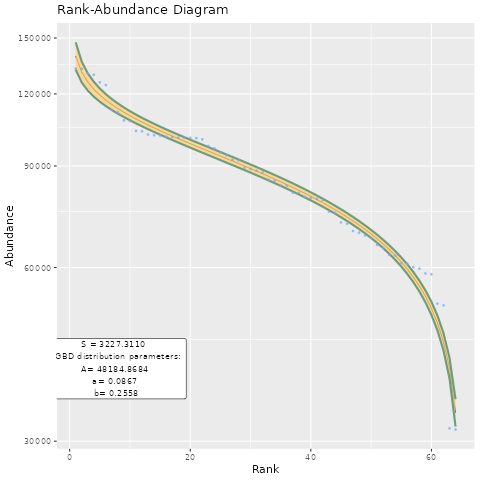 Rank-Abundance Diagram
150000
120000
90000
60000
30000
Abundance
S = 3227.3110
GBD distribution parameters:
A= 48184.8684
a= 0.0867
b= 0.2558
0
20
40
60
Rank